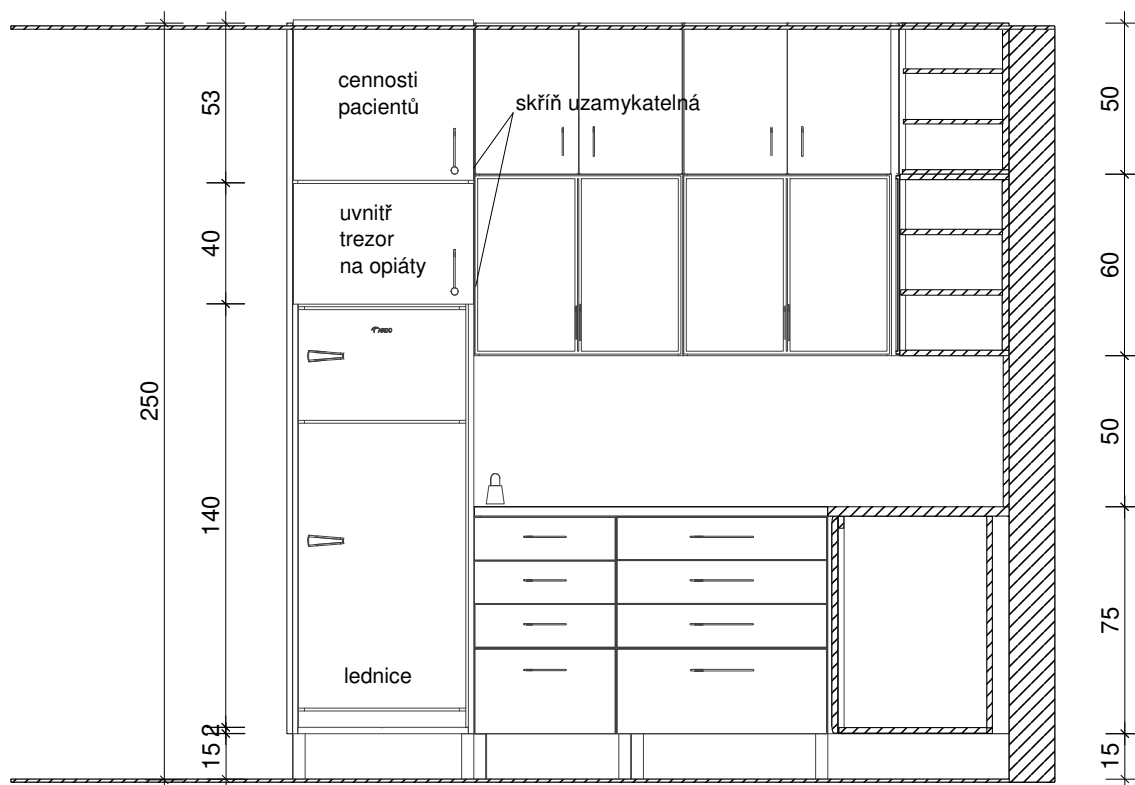 cennosti
pacientů
skříň uzamykatelná
uvnitř
trezor
na opiáty
lednice
250
53
40
140
2
15
50
60
50
75
15